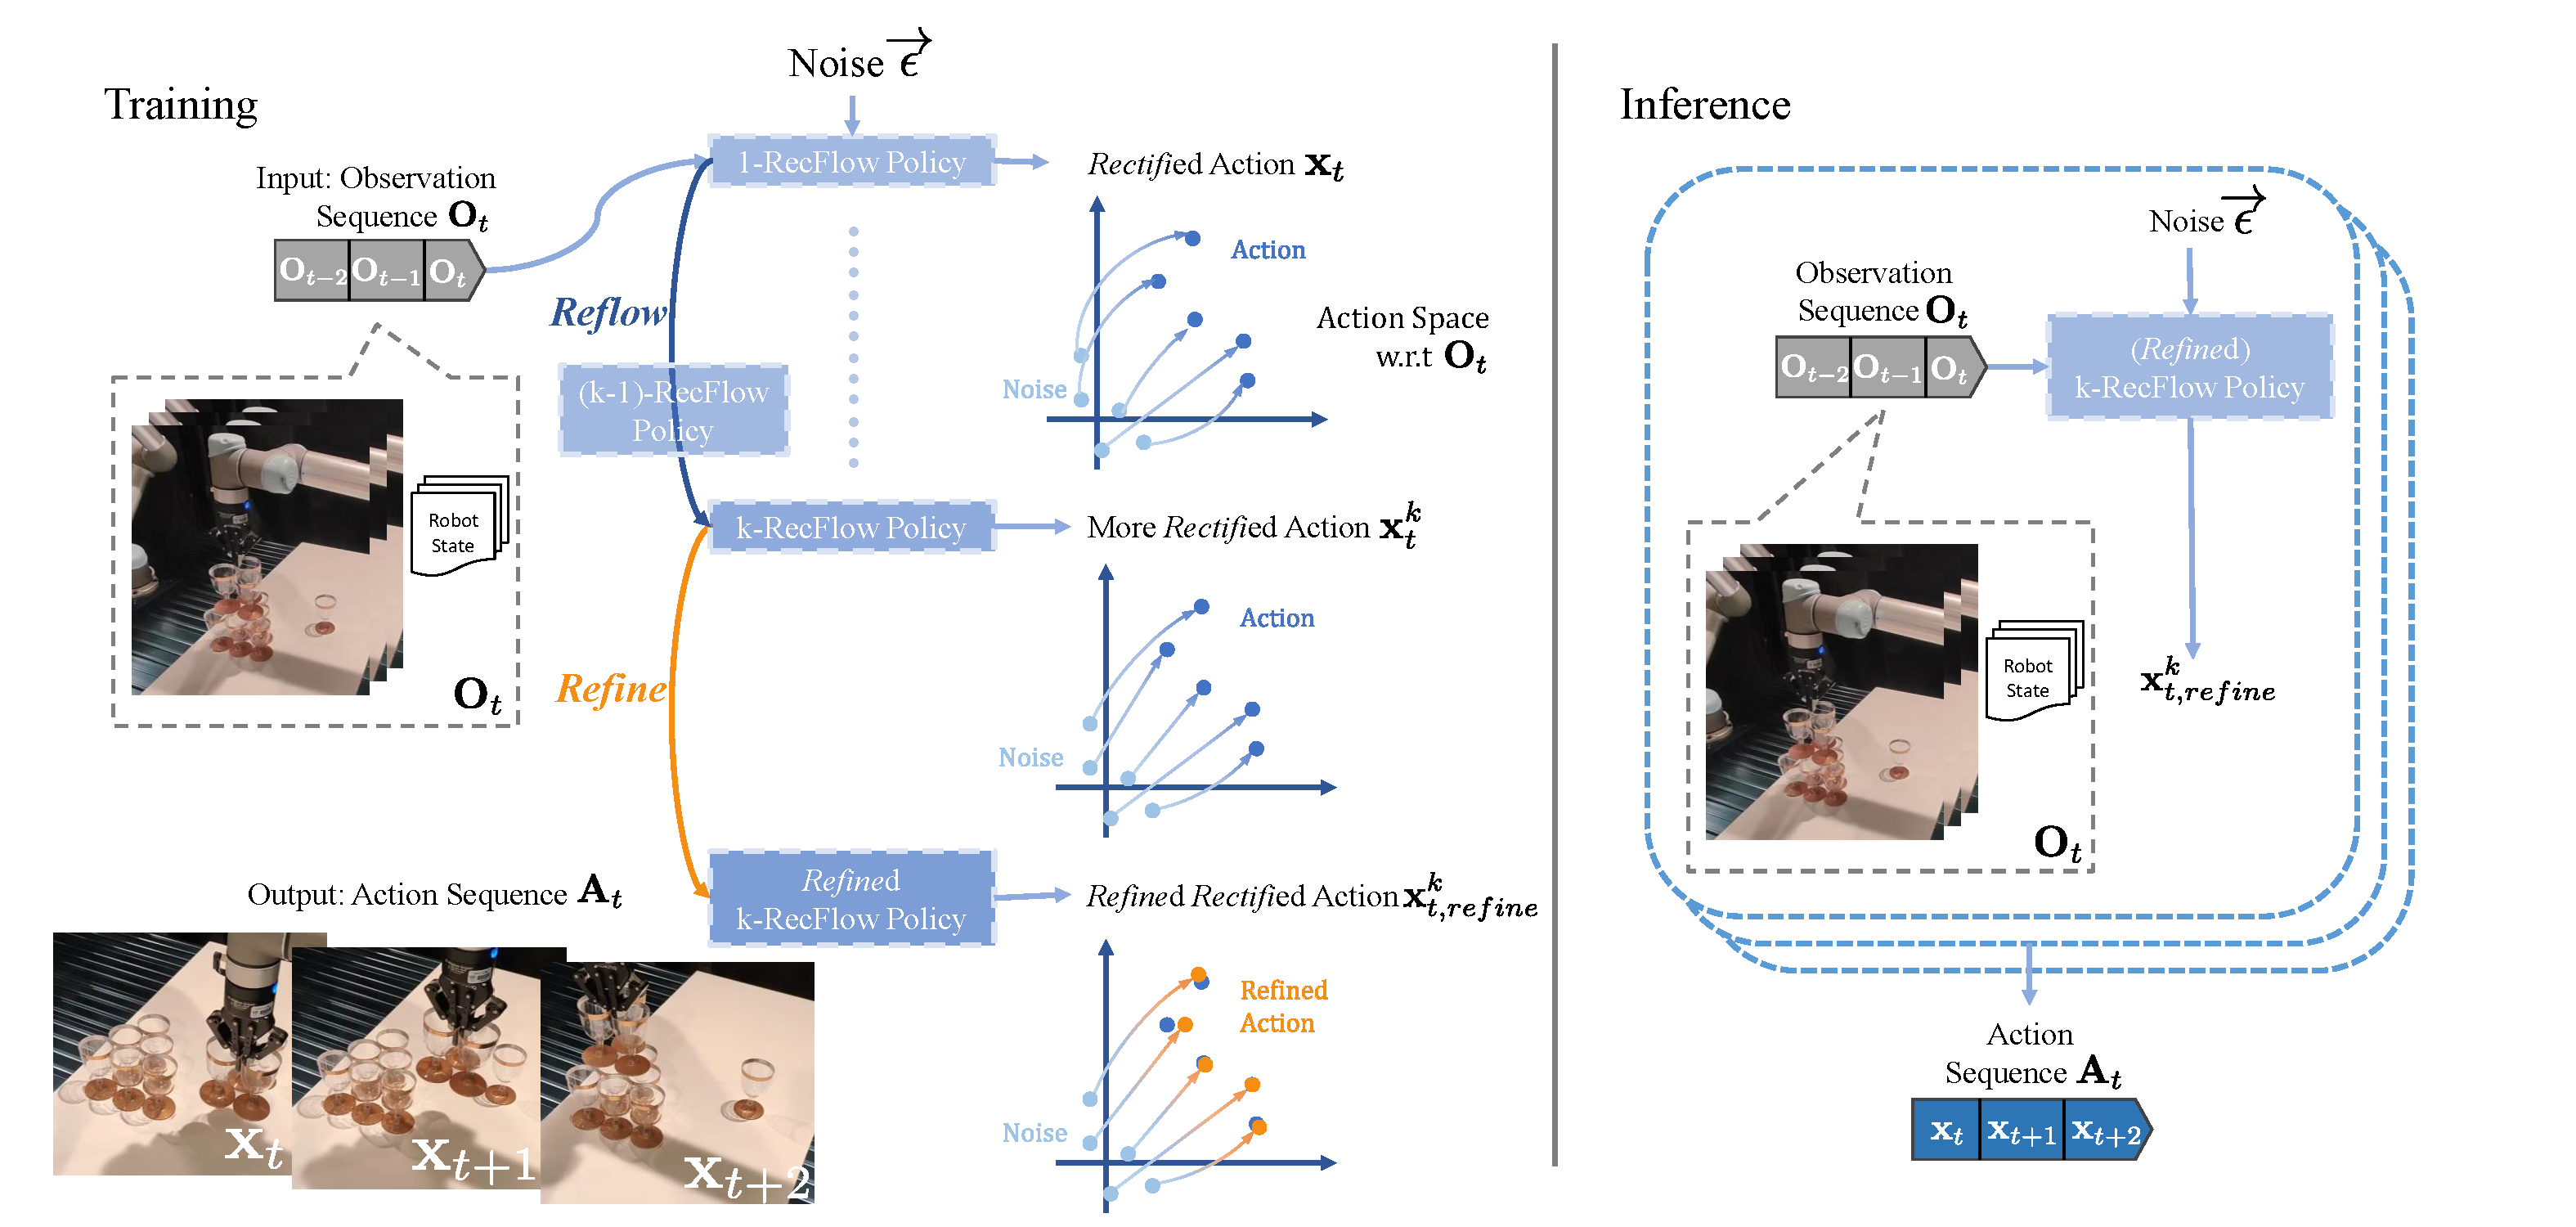 Training
Noise $\overrightarrow{\epsilon}$
1-RecFlow Policy
Input: Observation
Sequence $\mathbf{O}_t$
$\mathbf{O}_{t-2}$ $\mathbf{O}_{t-1}$ $\mathbf{O}_t$
Robot
State
$\mathbf{O}_t$
Reflow
(k-1)-RecFlow
Policy
k-RecFlow Policy
Refine
Refined
k-RecFlow Policy
Rectified Action $\mathbf{x}_t$
Action
Noise
Action Space
w.r.t $\mathbf{O}_t$
More Rectified Action $\mathbf{x}_t^k$
Action
Noise
Refined Rectified Action $\mathbf{x}_{t,refine}^k$
Refined
Action
Noise
Output: Action Sequence $\mathbf{A}_t$
$\mathbf{x}_t$
$\mathbf{x}_{t+1}$
$\mathbf{x}_{t+2}$
Inference
Noise $\overrightarrow{\epsilon}$
Observation
Sequence $\mathbf{O}_t$
$\mathbf{O}_{t-2}$ $\mathbf{O}_{t-1}$ $\mathbf{O}_t$
(Refined)
k-RecFlow Policy
Robot
State
$\mathbf{O}_t$
$\mathbf{x}_{t,refine}^k$
Action
Sequence $\mathbf{A}_t$
$\mathbf{x}_t$ $\mathbf{x}_{t+1}$ $\mathbf{x}_{t+2}$